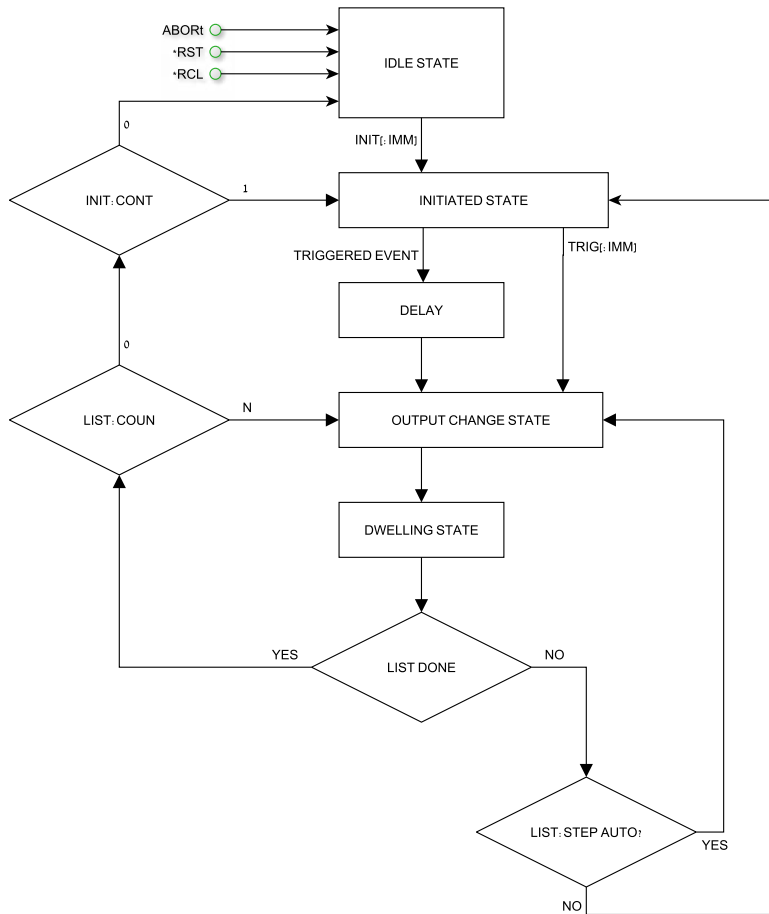 ABORt
*RST
*RCL
IDLE STATE
0
INIT[: IMM]
INIT: CONT
1
INITIATED STATE
TRIGGERED EVENT
TRIG[: IMM]
DELAY
0
LIST: COUN
N
OUTPUT CHANGE STATE
DWELLING STATE
YES
LIST DONE
NO
LIST: STEP AUTO?
YES
NO